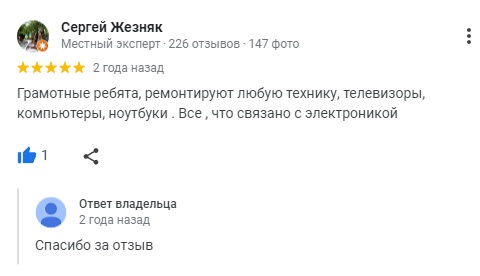 Сергей Жезняк
Местный эксперт · 226 отзывов · 147 фото
2 года назад
Грамотные ребята, ремонтируют любую технику, телевизоры,
компьютеры, ноутбуки . Все , что связано с электроникой
1
Ответ владельца
2 года назад
Спасибо за отзыв